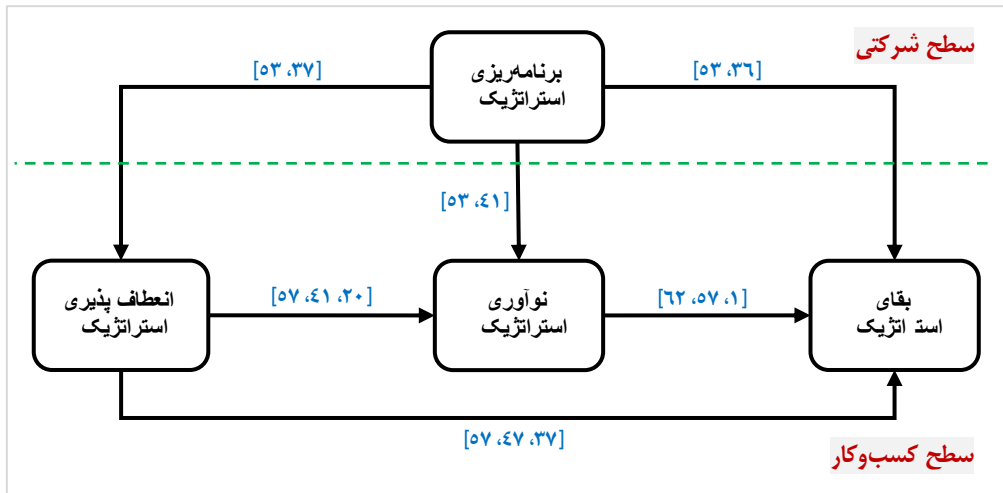 سطح شرکتی
[۵۳، ۳۶]
برنامه‌ریزی
استراتژیک
[۵۳، ۳۷]
[۵۳، ۴۱]
بقای
است اتژیک
[۶۲، ۵۷، ۱]
نوآوری
استراتژیک
[۵۷، ۴۱، ۲۰]
انعطاف پذیری
استراتژیک
[۵۷، ۴۷، ۳۷]
سطح کسب‌وکار